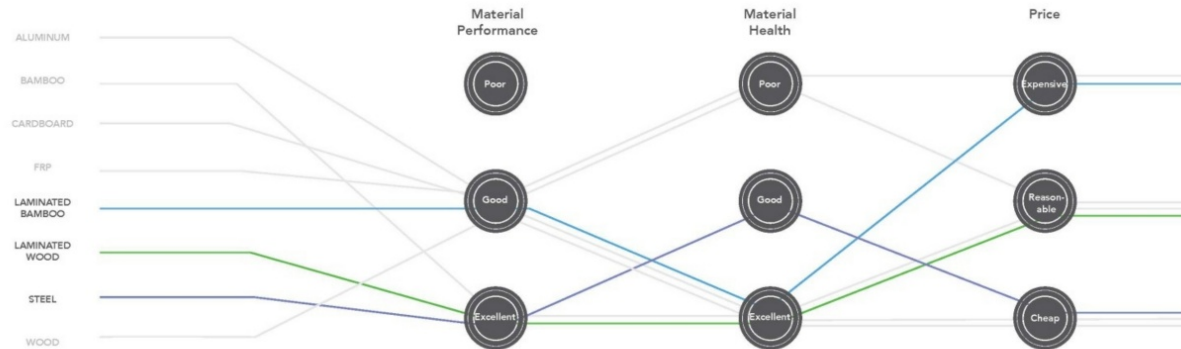 Material
Performance
Material
Health
Price
ALUMINUM
BAMBOO
CARDBOARD
FRP
LAMINATED
BAMBOO
LAMINATED
WOOD
STEEL
WOOD
Poor
Good
Excellent
Poor
Good
Excellent
Expensive
Reason-
able
Cheap